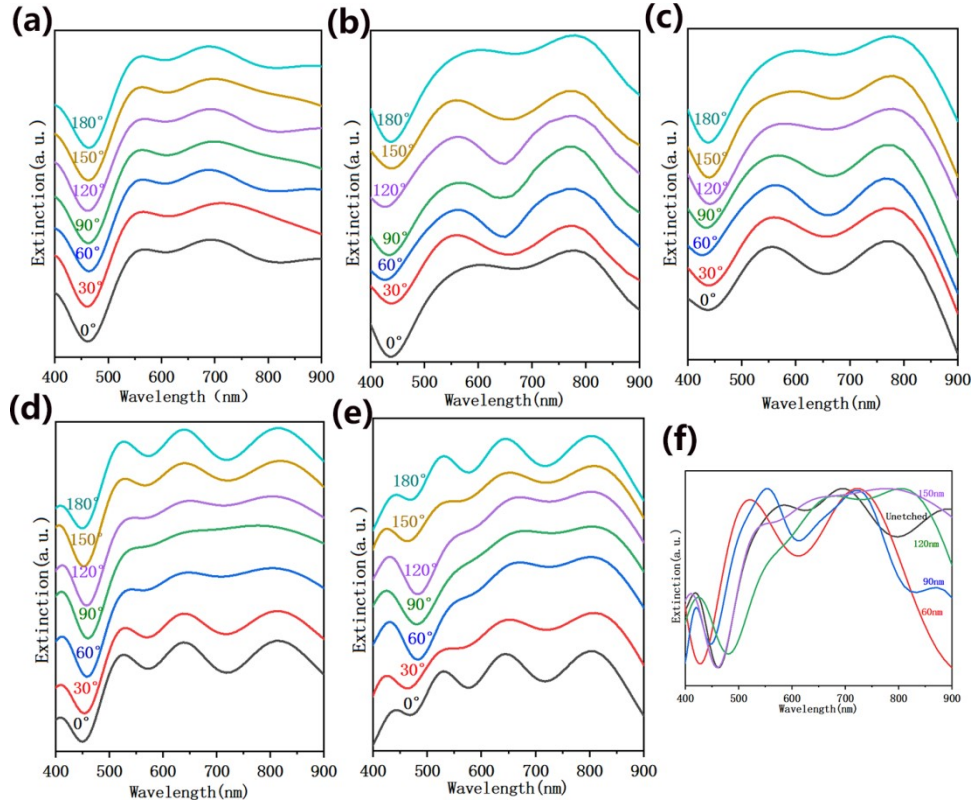 (a)
Extinction(a. u.)
180°
150°
120°
90°
60°
30°
0°
400 500 600 700 800 900
Wavelength（nm）
(b)
Extinction(a. u.)
180°
150°
120°
90°
60°
30°
0°
400 500 600 700 800 900
Wavelength(nm)
(c)
Extinction(a. u.)
180°
150°
120°
90°
60°
30°
0°
400 500 600 700 800 900
Wavelength(nm)
(d)
Extinction(a. u.)
180°
150°
120°
90°
60°
30°
0°
400 500 600 700 800 900
Wavelength(nm)
(e)
Extinction(a. u.)
180°
150°
120°
90°
60°
30°
0°
400 500 600 700 800 900
Wavelength(nm)
(f)
Extinction(a. u.)
150nm
Unetched
120nm
90nm
60nm
400 500 600 700 800 900
Wavelength(nm)